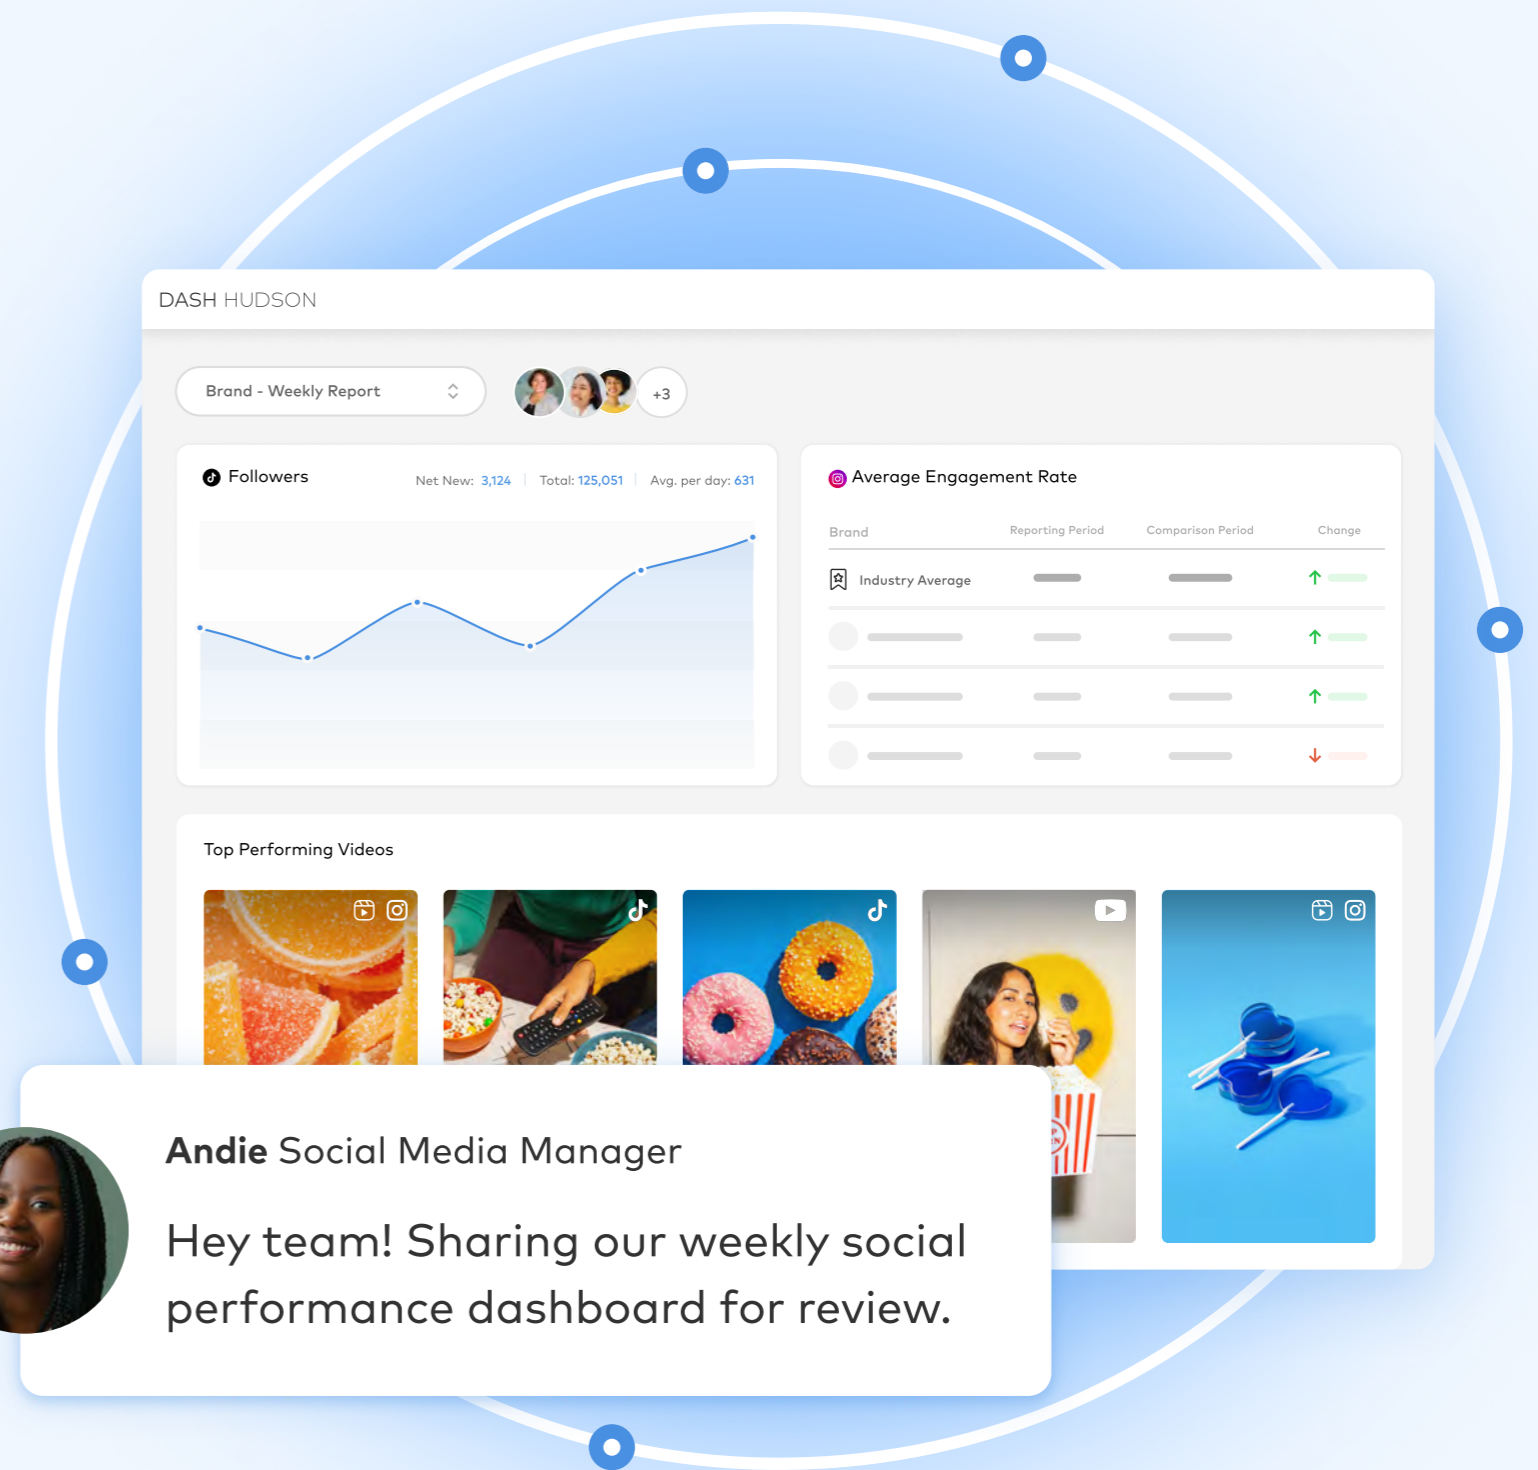 DASH HUDSON
Brand - Weekly Report
+3
Followers
Net New: 3,124 Total: 125,051 Avg. per day: 631
Average Engagement Rate
Brand Reporting Period Comparison Period Change
Industry Average
Top Performing Videos
Andie Social Media Manager
Hey team! Sharing our weekly social
performance dashboard for review.